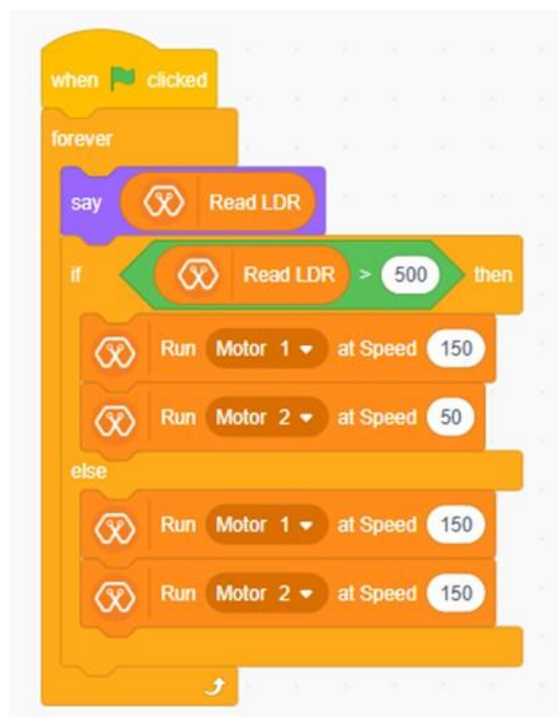 when clicked
forever
say Read LDR
if Read LDR > 500 then
Run Motor 1 at Speed 150
Run Motor 2 at Speed 50
else
Run Motor 1 at Speed 150
Run Motor 2 at Speed 150